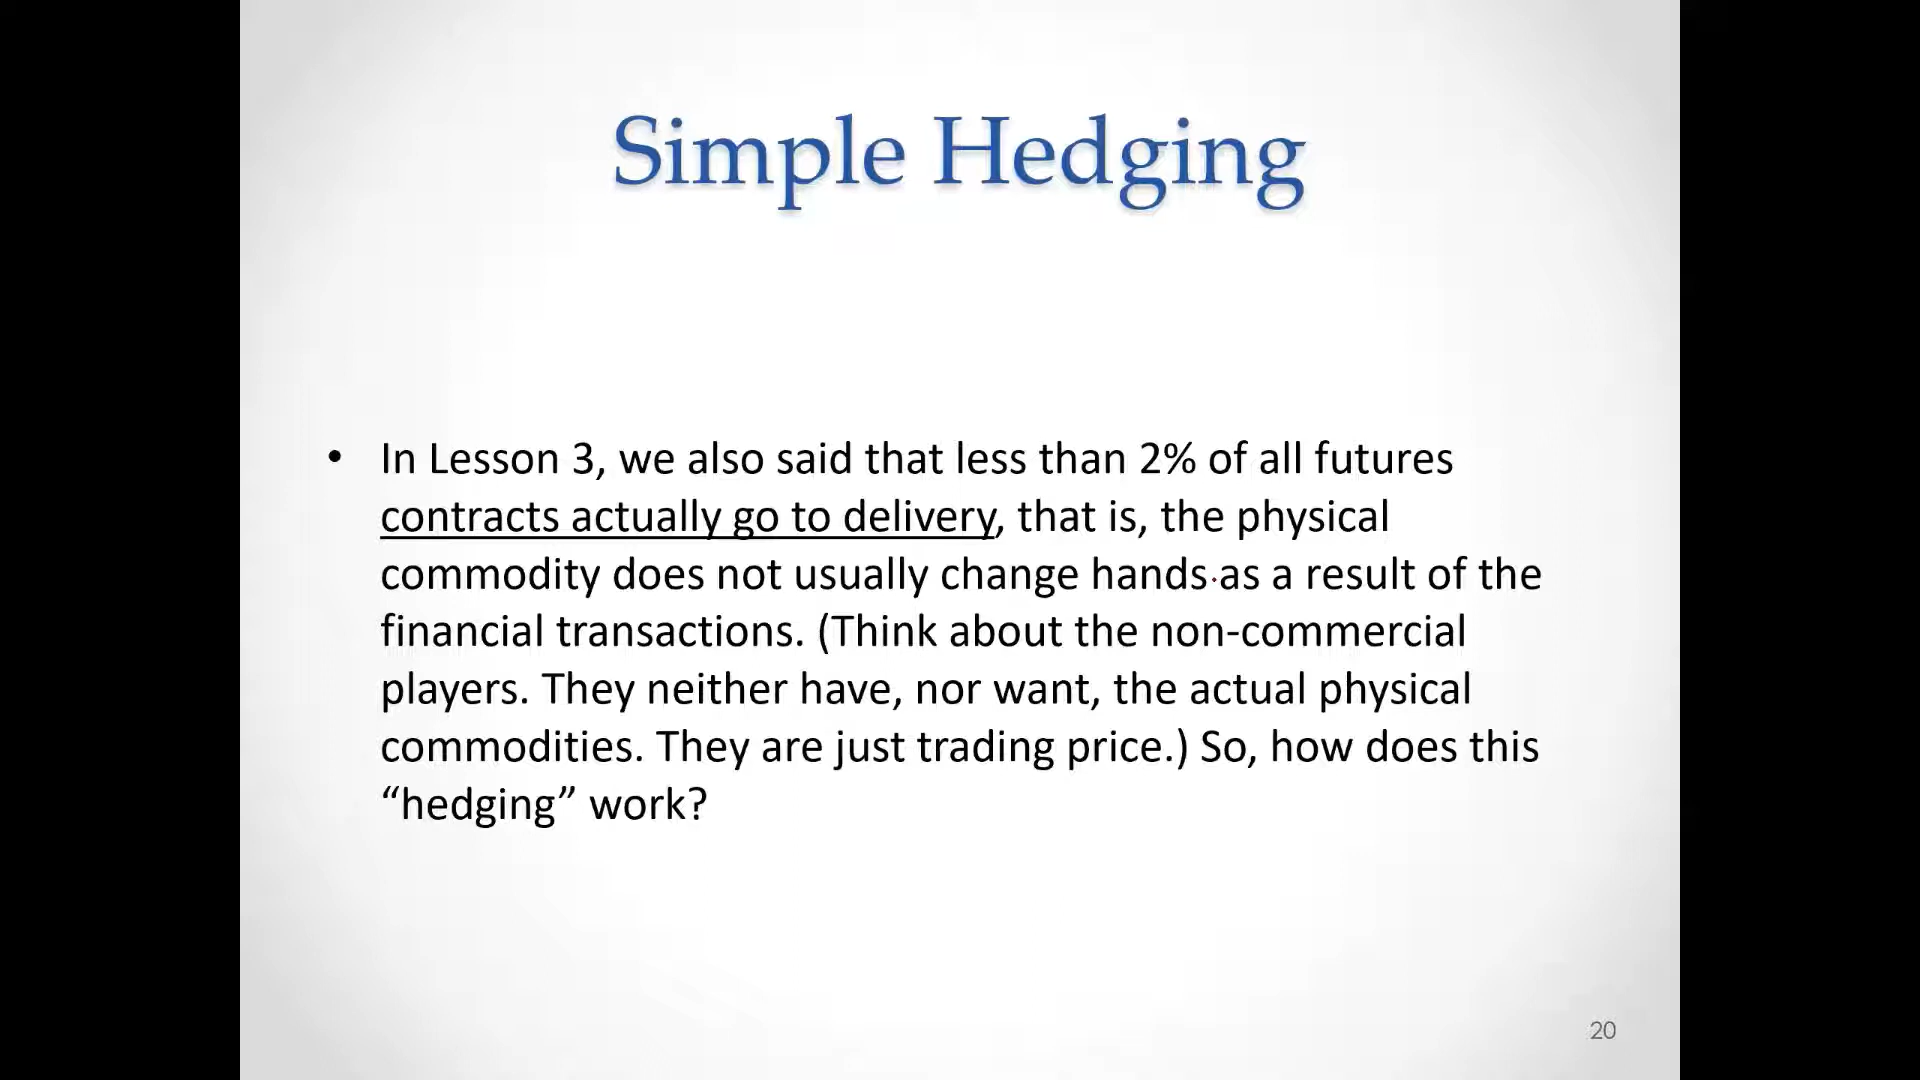 Simple Hedging
• In Lesson 3, we also said that less than 2% of all futures
contracts actually go to delivery, that is, the physical
commodity does not usually change hands as a result of the
financial transactions. (Think about the non-commercial
players. They neither have, nor want, the actual physical
commodities. They are just trading price.) So, how does this
“hedging” work?
20